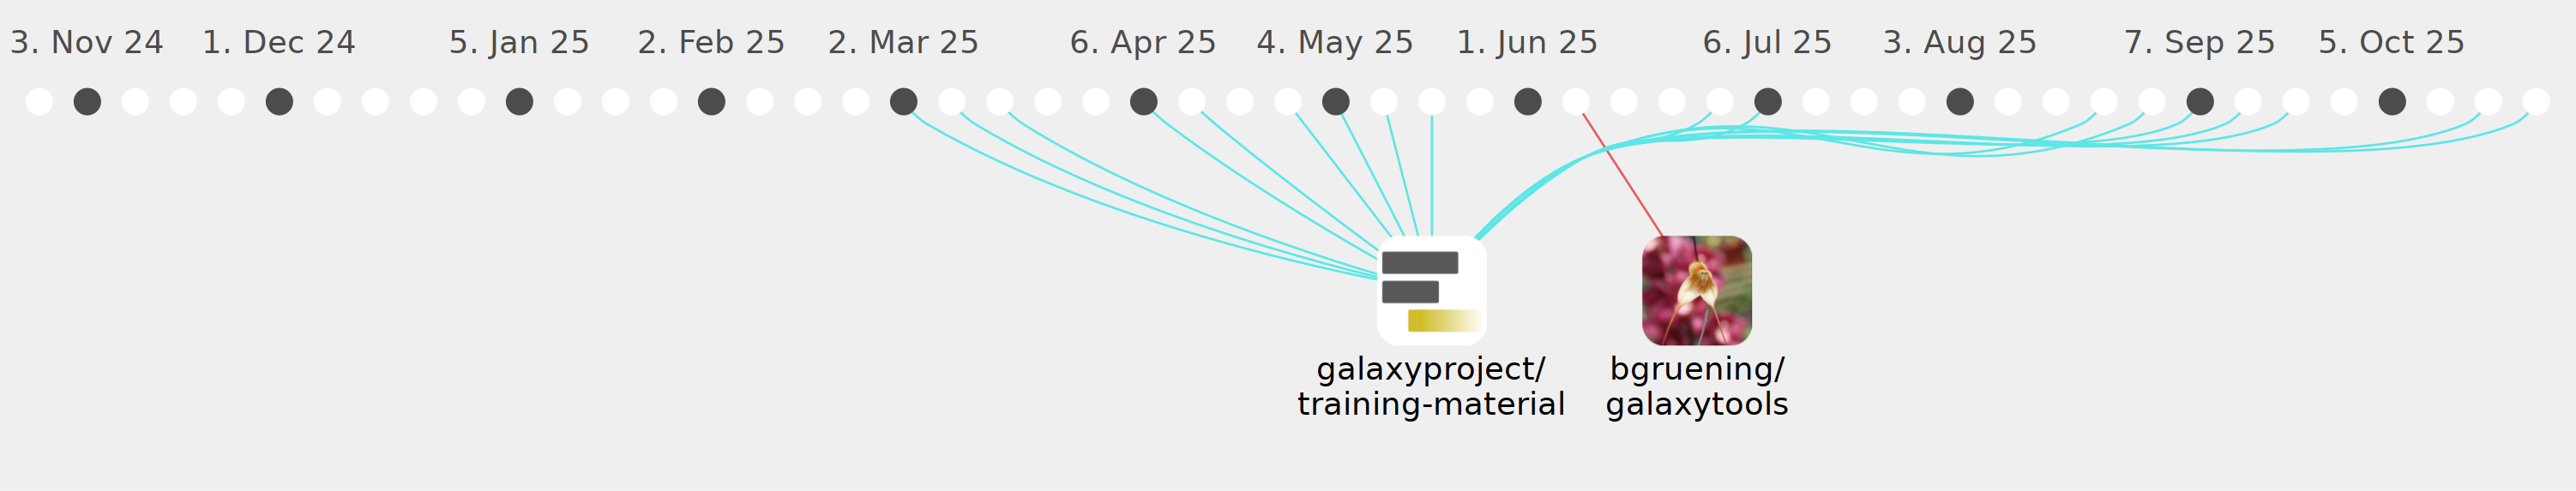 3. Nov 24 1. Dec 24 5. Jan 25 2. Feb 25 2. Mar 25 6. Apr 25 4. May 25 1. Jun 25 6. Jul 25 3. Aug 25 7. Sep 25 5. Oct 25
galaxyproject/
training-material
bgruening/
galaxytools